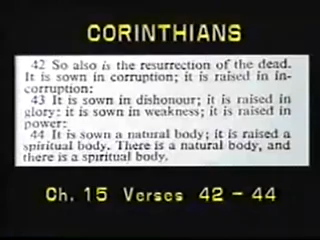 CORINTHIANS
42 So also is the resurrection of the dead.
It is sown in corruption; it is raised in in-
corruption:
43 It is sown in dishonour; it is raised in
glory: it is sown in weakness; it is raised in
power:
44 It is sown a natural body; it is raised a
spiritual body. There is a natural body, and
there is a spiritual body.
Ch. 15 Verses 42 - 44